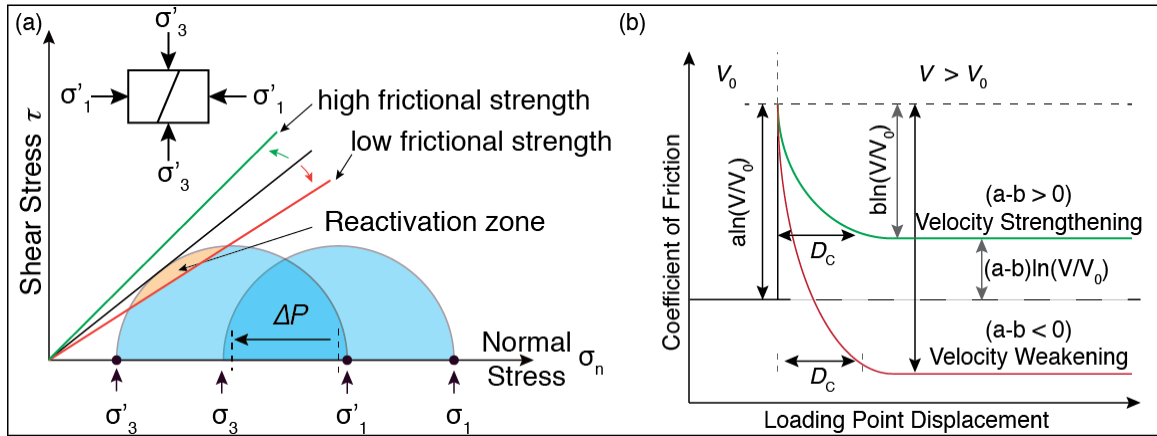 (a)
σ'3
σ'1
σ'1
σ'3
high frictional strength
low frictional strength
Reactivation zone
Shear Stress τ
ΔP
Normal
Stress
σn
σ'3
σ3
σ'1
σ1
(b)
V0
V > V0
Coefficient of Friction
aln(V/V0)
bln(V/V0)
(a-b > 0)
Velocity Strengthening
DC
(a-b)ln(V/V0)
(a-b < 0)
Velocity Weakening
DC
Loading Point Displacement